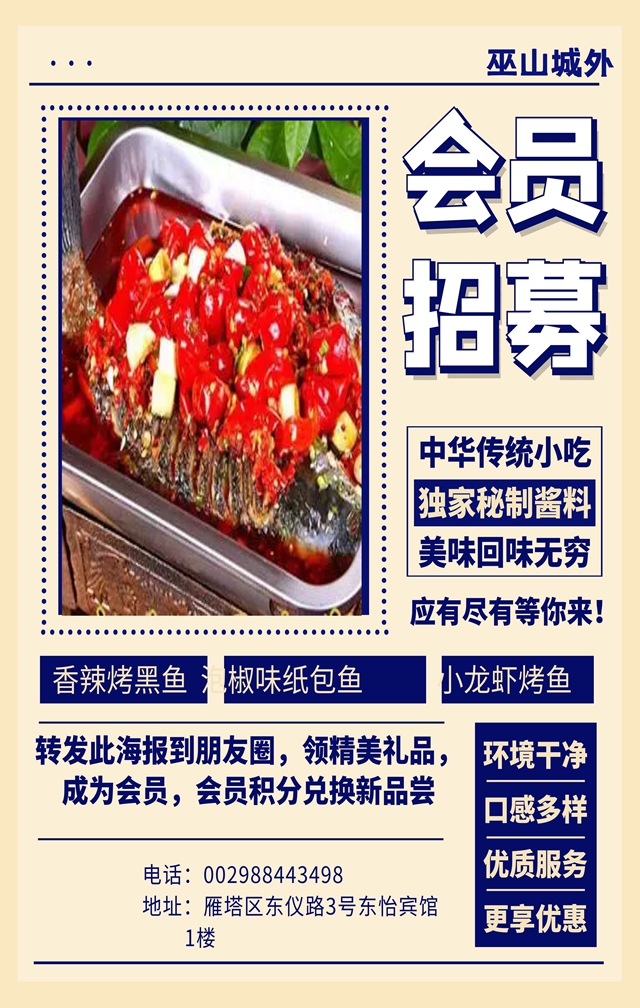 巫山城外
会员
招募
中华传统小吃
独家秘制酱料
美味回味无穷
应有尽有等你来!
香辣烤黑鱼
泡椒味纸包鱼
小龙虾烤鱼
转发此海报到朋友圈，领精美礼品，
成为会员，会员积分兑换新品尝
环境干净
口感多样
优质服务
更享优惠
电话：002988443498
地址：雁塔区东仪路3号东怡宾馆
1楼